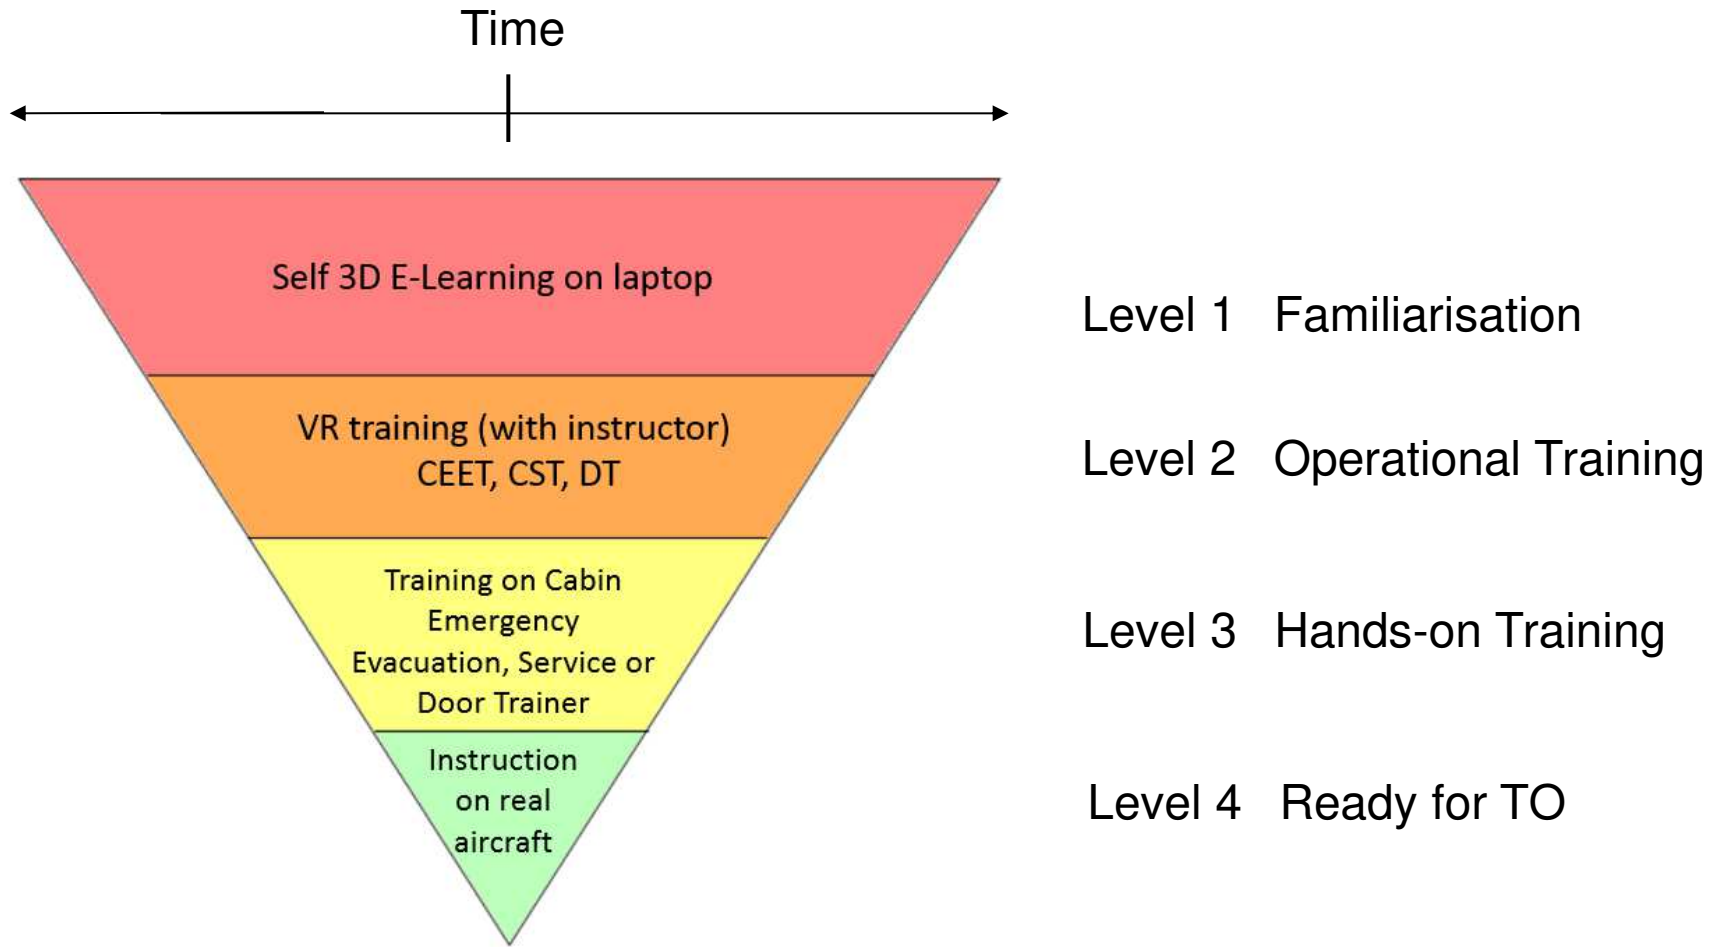 Time
Self 3D E-Learning on laptop
Level 1 Familiarisation
VR training (with instructor)
CEET, CST, DT
Level 2 Operational Training
Training on Cabin
Emergency
Evacuation, Service or
Door Trainer
Level 3 Hands-on Training
Instruction
on real
aircraft
Level 4 Ready for TO